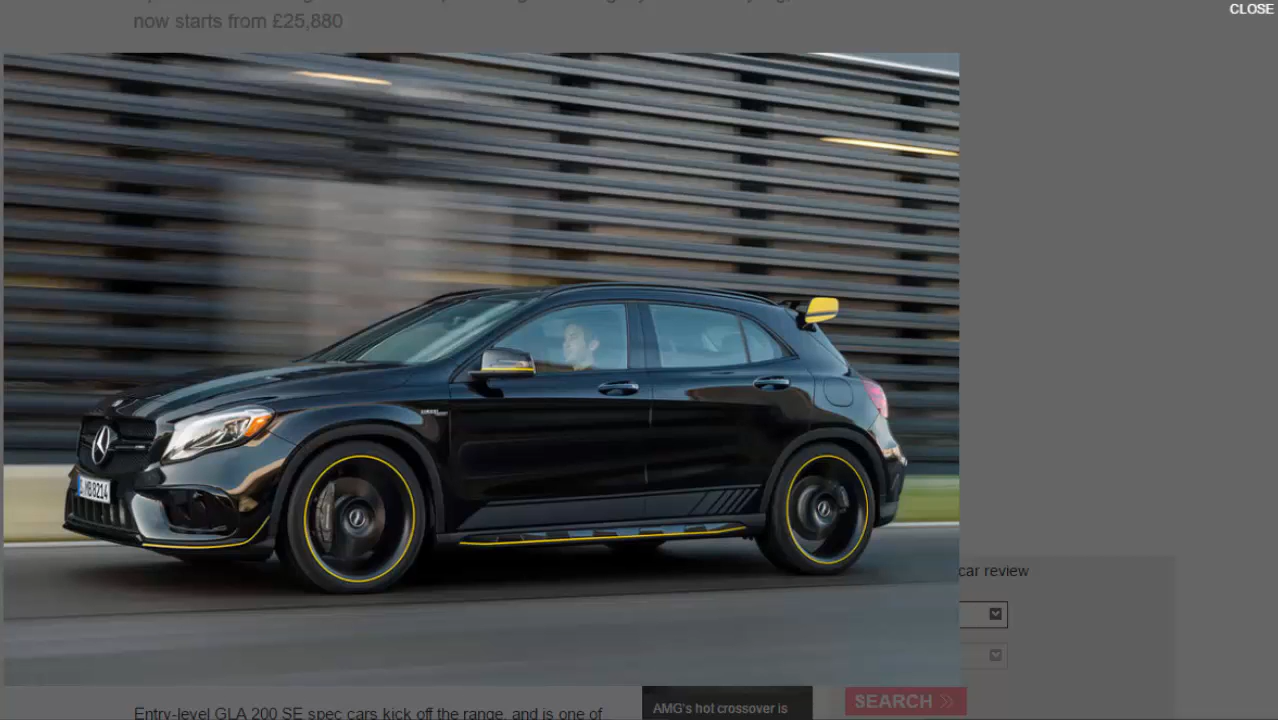 CLOSE
now starts from £25,880
MB8214
car review
SEARCH
Entry-level GLA 200 SE spec cars kick off the range, and is one of
AMG's hot crossover is